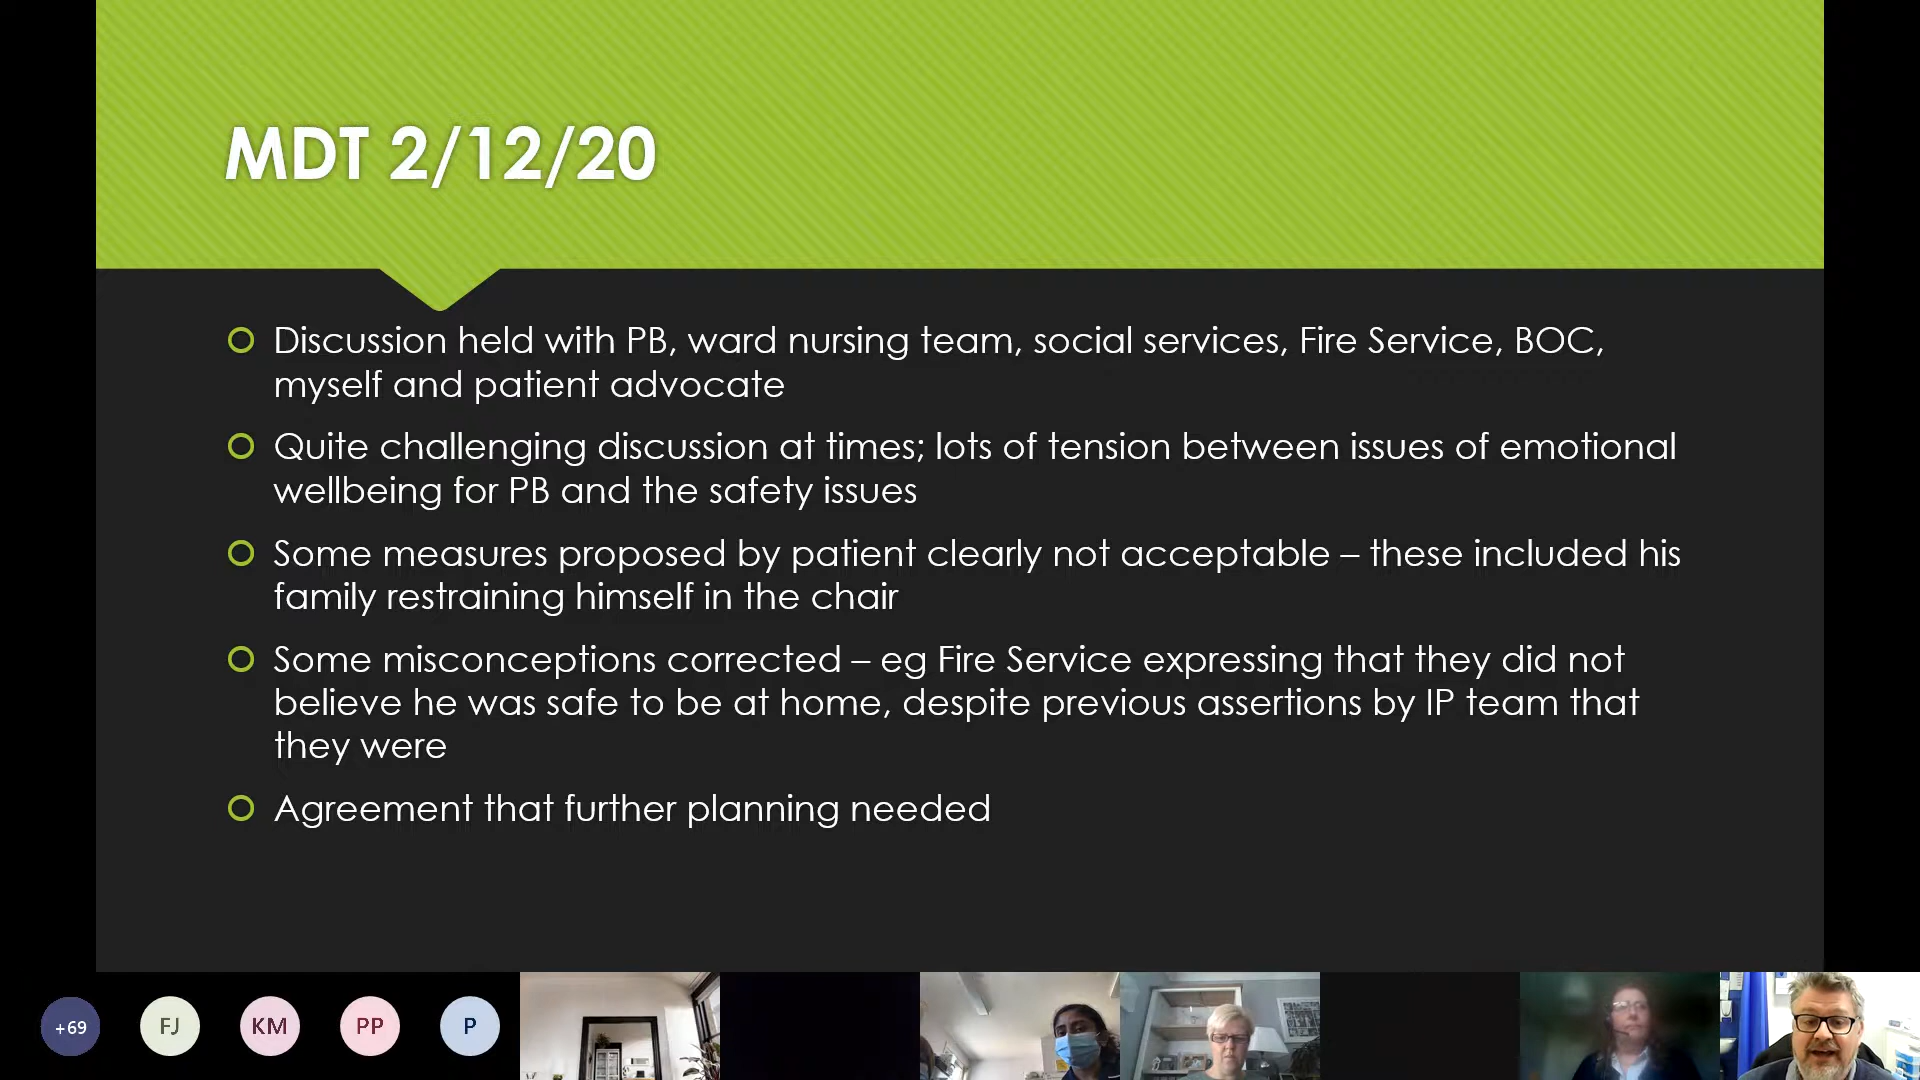 MDT 2/12/20
Discussion held with PB, ward nursing team, social services, Fire Service, BOC,
myself and patient advocate
Quite challenging discussion at times; lots of tension between issues of emotional
wellbeing for PB and the safety issues
Some measures proposed by patient clearly not acceptable – these included his
family restraining himself in the chair
Some misconceptions corrected – eg Fire Service expressing that they did not
believe he was safe to be at home, despite previous assertions by IP team that
they were
Agreement that further planning needed
+69
FJ
KM
PP
P